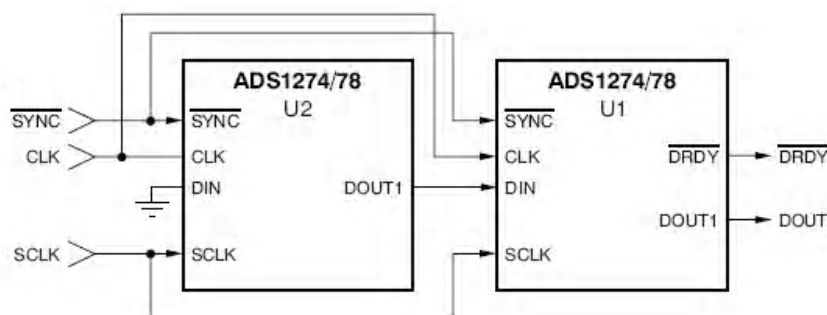 ADS1274/78
U2
ADS1274/78
U1
SYNC
SYNC
SYNC
CLK
CLK
CLK
DRDY
DRDY
DIN
DOUT1
DIN
DOUT1
DOUT
SCLK
SCLK
SCLK